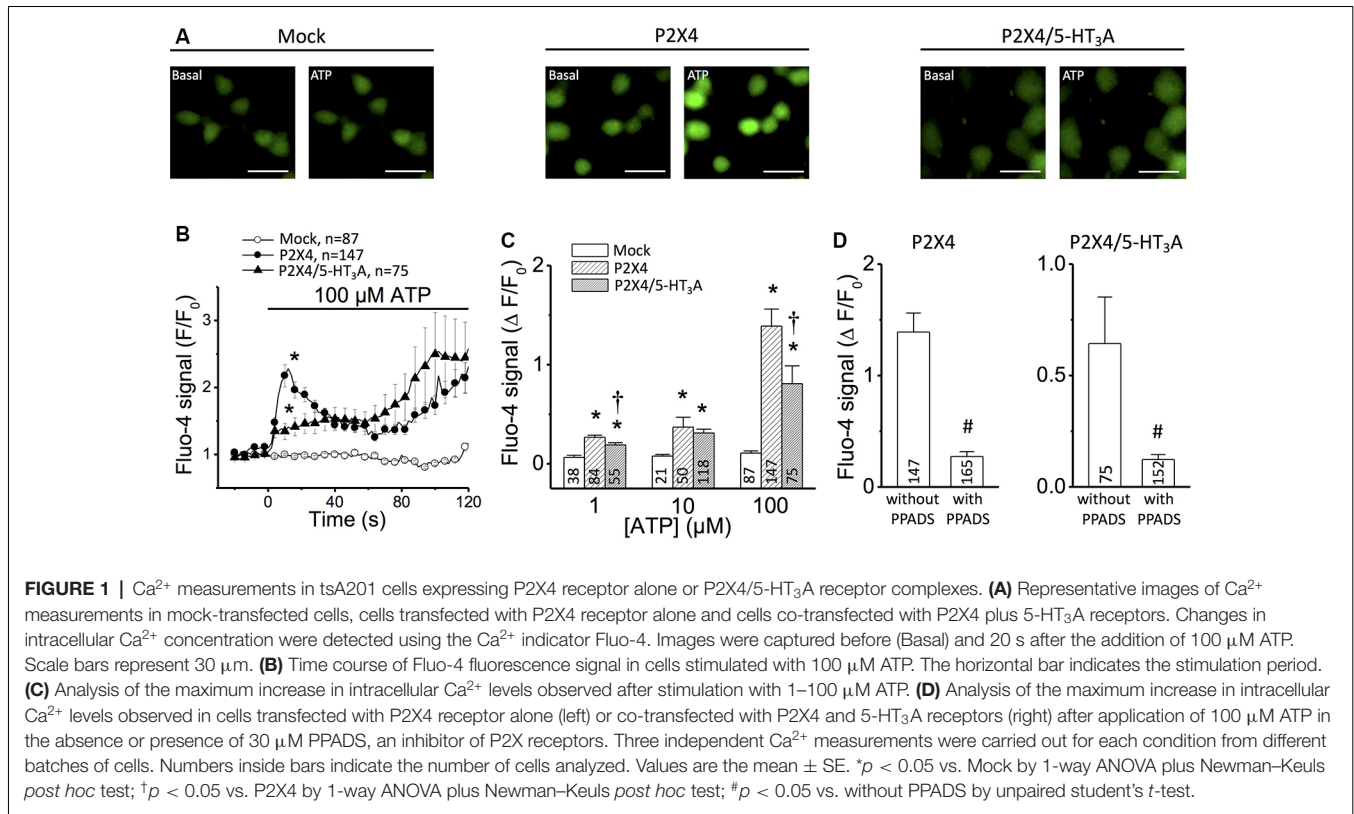 A
Mock
P2X4
P2X4/5-HT₃A
Basal
ATP
Basal
ATP
Basal
ATP
B
Mock, n=87
P2X4, n=147
P2X4/5-HT₃A, n=75
100 µM ATP
*
*
Fluo-4 signal (F/F₀)
3
2
1
0
40
80
120
Time (s)
C
Mock
P2X4
P2X4/5-HT₃A
Fluo-4 signal (Δ F/F₀)
2
1
0
*
†
*
*
*
*
†
*
38
84
55
21
50
118
87
147
75
1
10
100
[ATP] (µM)
D
P2X4
Fluo-4 signal (Δ F/F₀)
2
1
0
#
147
165
without PPADS
with PPADS
P2X4/5-HT₃A
1.0
0.5
0.0
#
75
152
without PPADS
with PPADS
FIGURE 1 | Ca²⁺ measurements in tsA201 cells expressing P2X4 receptor alone or P2X4/5-HT₃A receptor complexes. (A) Representative images of Ca²⁺
measurements in mock-transfected cells, cells transfected with P2X4 receptor alone and cells co-transfected with P2X4 plus 5-HT₃A receptors. Changes in
intracellular Ca²⁺ concentration were detected using the Ca²⁺ indicator Fluo-4. Images were captured before (Basal) and 20 s after the addition of 100 µM ATP.
Scale bars represent 30 µm. (B) Time course of Fluo-4 fluorescence signal in cells stimulated with 100 µM ATP. The horizontal bar indicates the stimulation period.
(C) Analysis of the maximum increase in intracellular Ca²⁺ levels observed after stimulation with 1–100 µM ATP. (D) Analysis of the maximum increase in intracellular
Ca²⁺ levels observed in cells transfected with P2X4 receptor alone (left) or co-transfected with P2X4 and 5-HT₃A receptors (right) after application of 100 µM ATP in
the absence or presence of 30 µM PPADS, an inhibitor of P2X receptors. Three independent Ca²⁺ measurements were carried out for each condition from different
batches of cells. Numbers inside bars indicate the number of cells analyzed. Values are the mean ± SE. *p < 0.05 vs. Mock by 1-way ANOVA plus Newman–Keuls
post hoc test; †p < 0.05 vs. P2X4 by 1-way ANOVA plus Newman–Keuls post hoc test; #p < 0.05 vs. without PPADS by unpaired student's t-test.